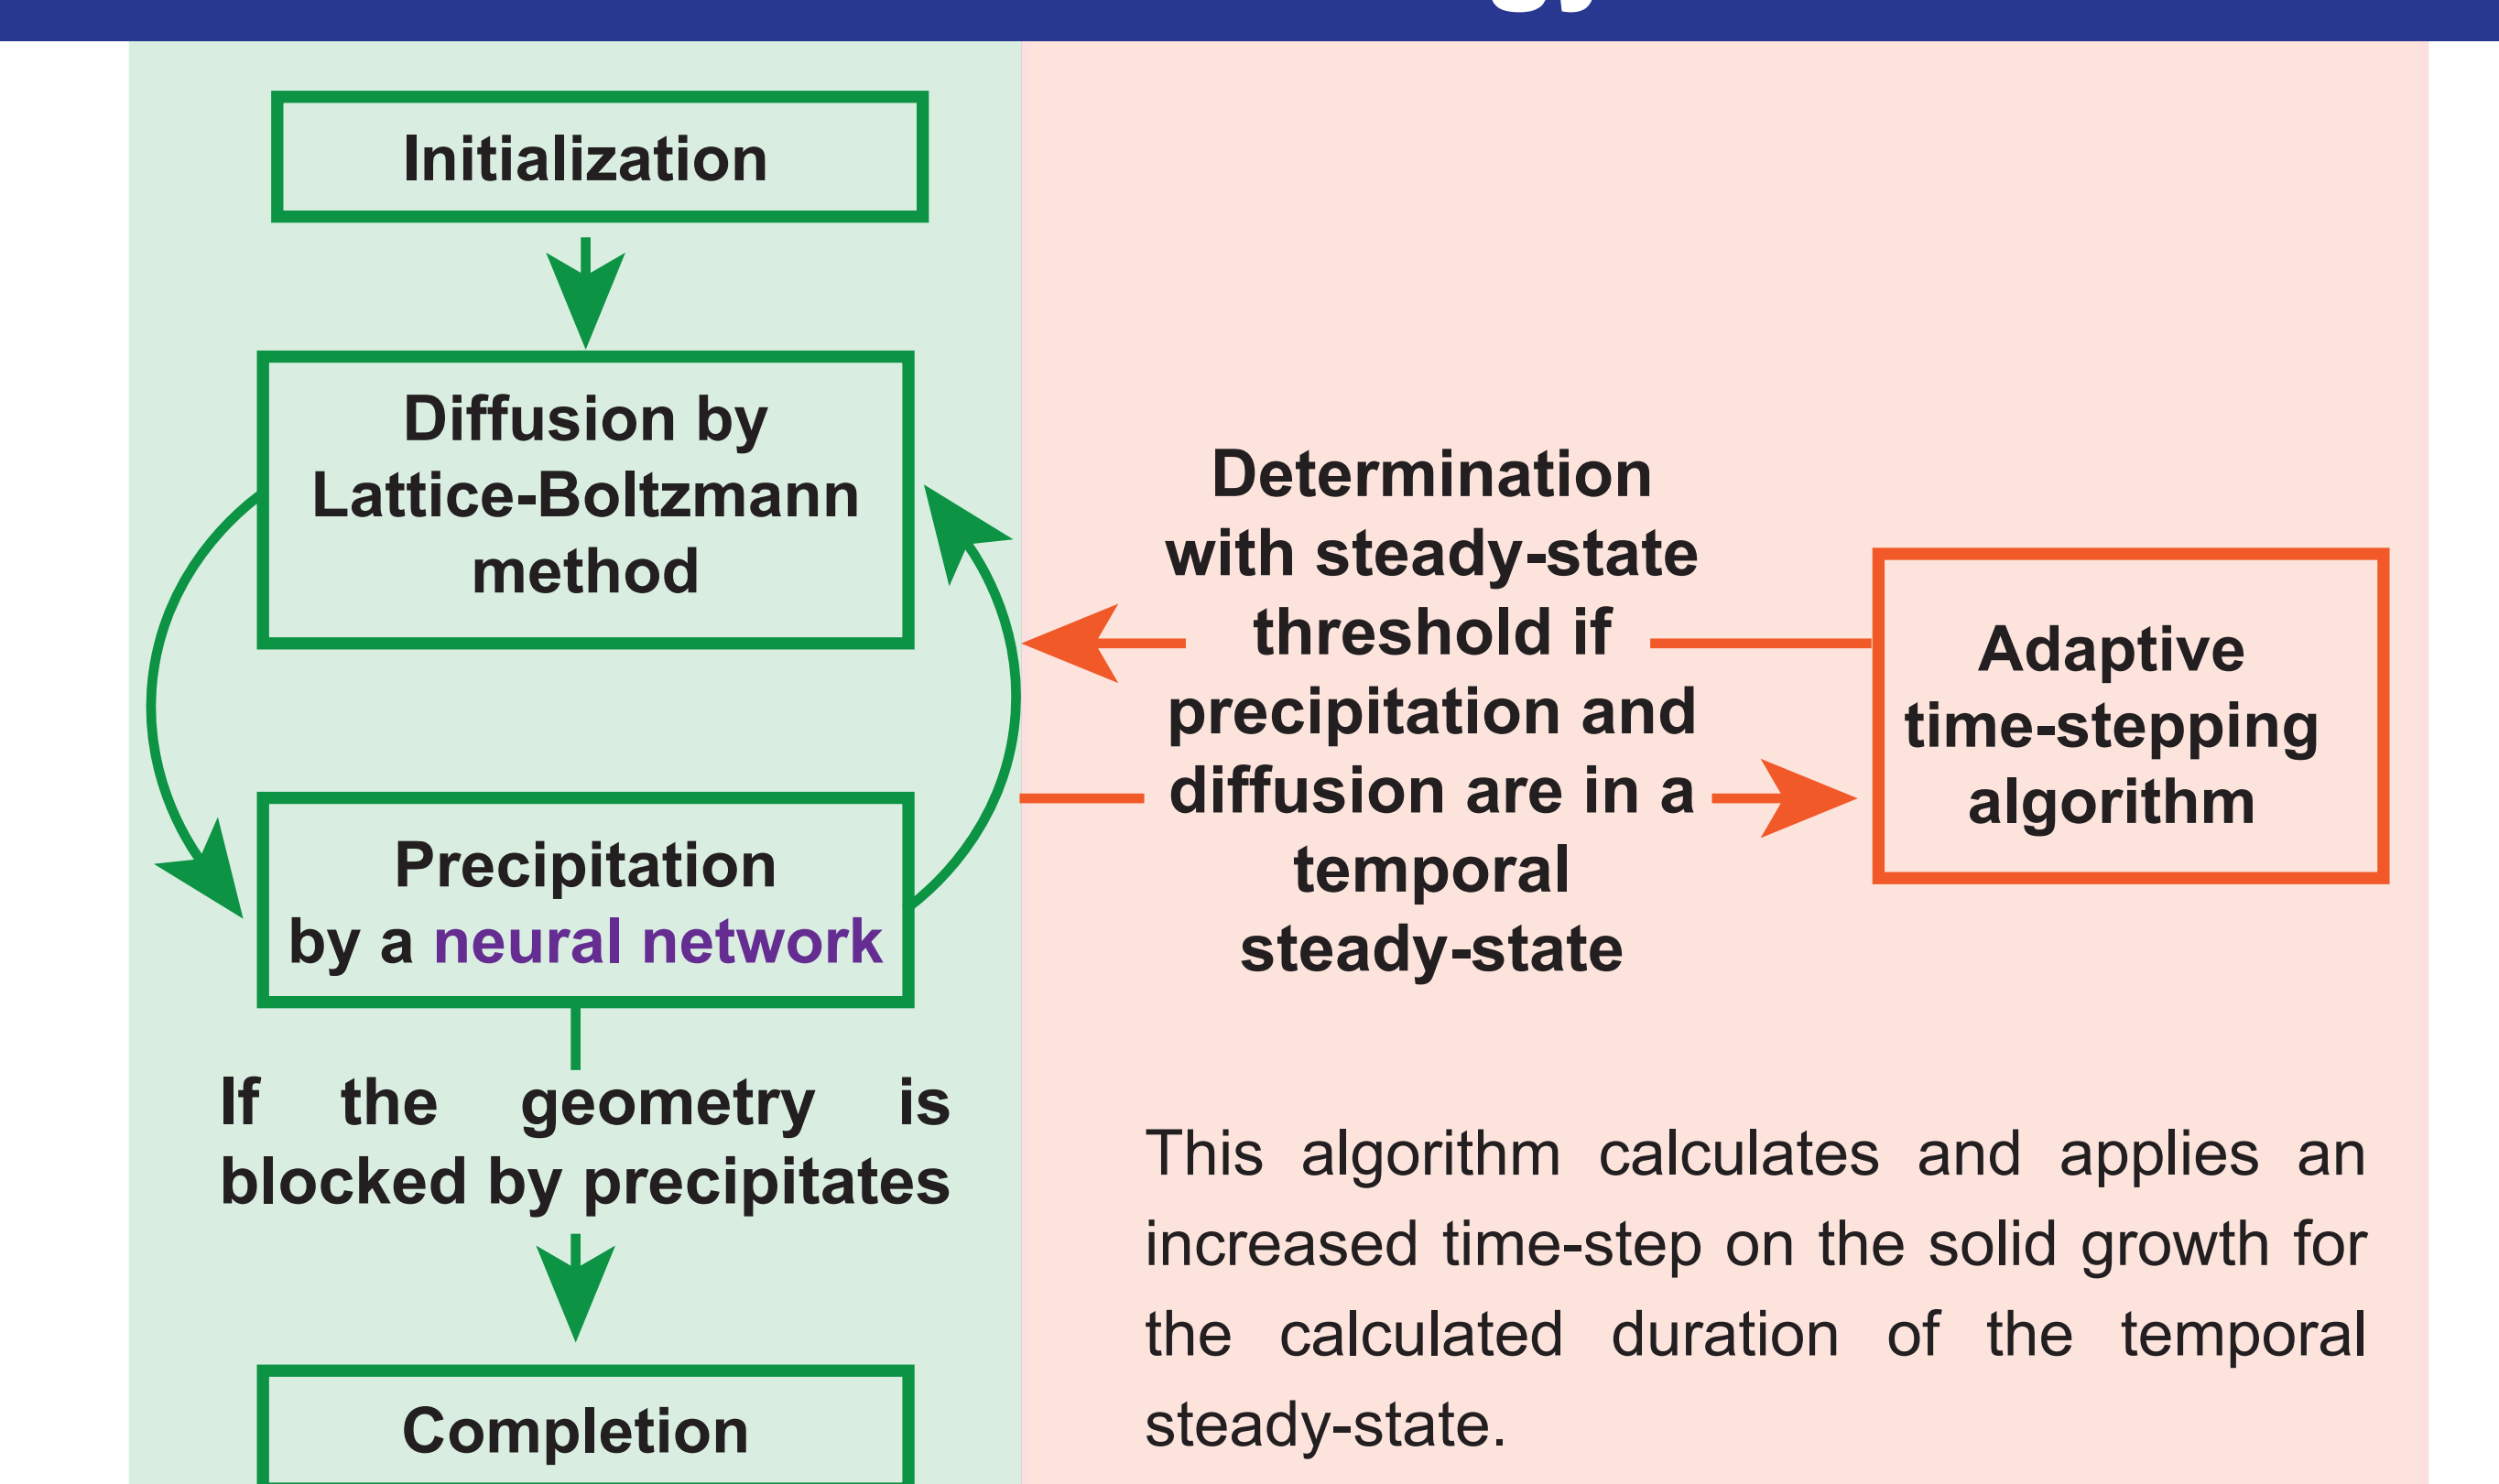 Initialization
Diffusion by
Lattice-Boltzmann
method
Precipitation
by a neural network
If the geometry is
blocked by precipitates
Completion
Determination
with steady-state
threshold if
precipitation and
diffusion are in a
temporal
steady-state
Adaptive
time-stepping
algorithm
This algorithm calculates and applies an
increased time-step on the solid growth for
the calculated duration of the temporal
steady-state.